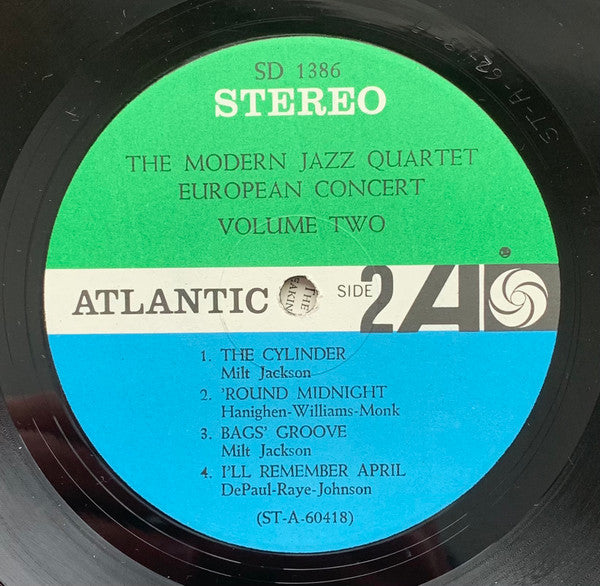 SD 1386
STEREO
THE MODERN JAZZ QUARTET
EUROPEAN CONCERT
VOLUME TWO
ATLANTIC SIDE 2 A
1. THE CYLINDER
Milt Jackson
2. 'ROUND MIDNIGHT
Hanighen-Williams-Monk
3. BAGS' GROOVE
Milt Jackson
4. I'LL REMEMBER APRIL
DePaul-Raye-Johnson
(ST-A-60418)